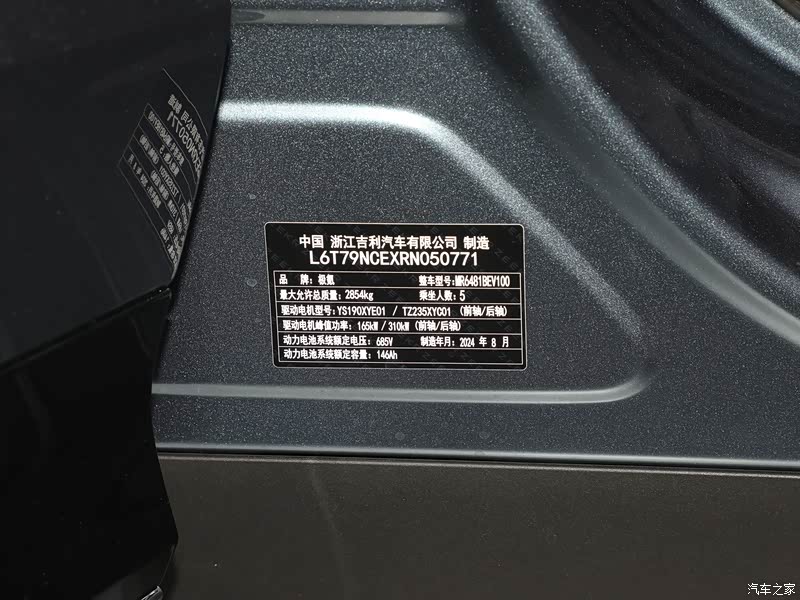 中国 浙江吉利汽车有限公司 制造
L6T79NCEXRN050771
品 牌：极氪 整车型号：MR6481BEV100
最大允许总质量：2854kg 乘坐人数：5
驱动电机型号：YS190XYE01 / TZ235XYC01（前轴/后轴）
驱动电机峰值功率：165kW / 310kW（前轴/后轴）
动力电池系统额定电压：685V 制造年月：2024 年 8 月
动力电池系统额定容量：146Ah
汽车之家